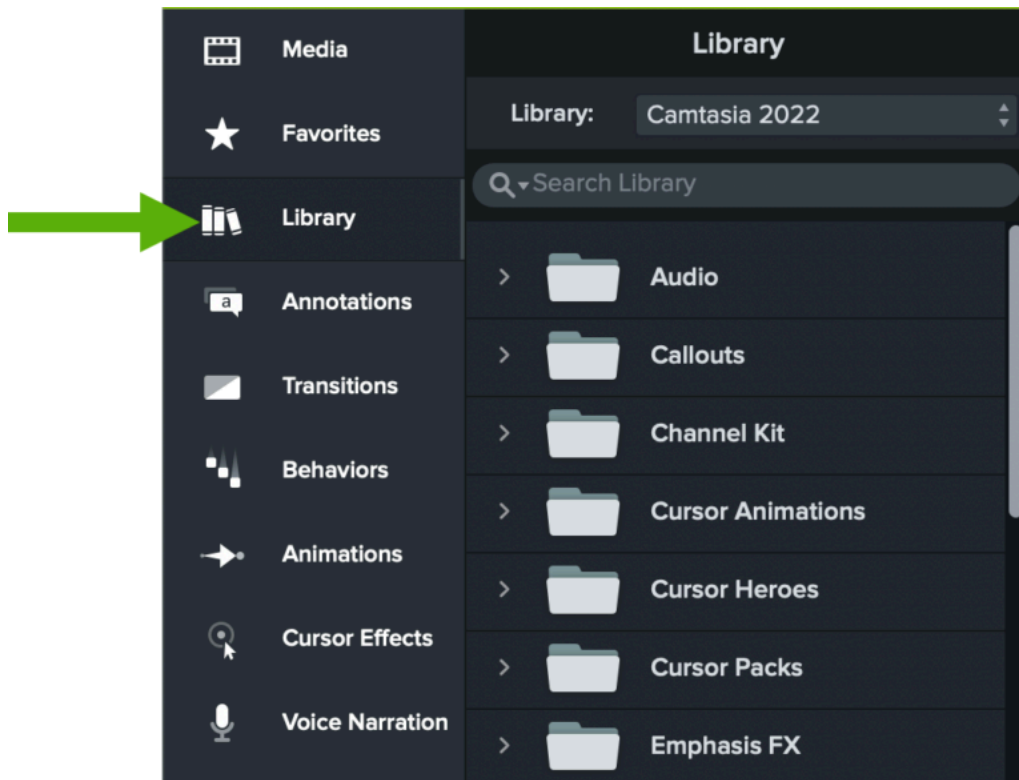 Media
Favorites
Library
a
Annotations
Transitions
Behaviors
Animations
Cursor Effects
Voice Narration
Library
Library:
Camtasia 2022
Search Library
Audio
Callouts
Channel Kit
Cursor Animations
Cursor Heroes
Cursor Packs
Emphasis FX